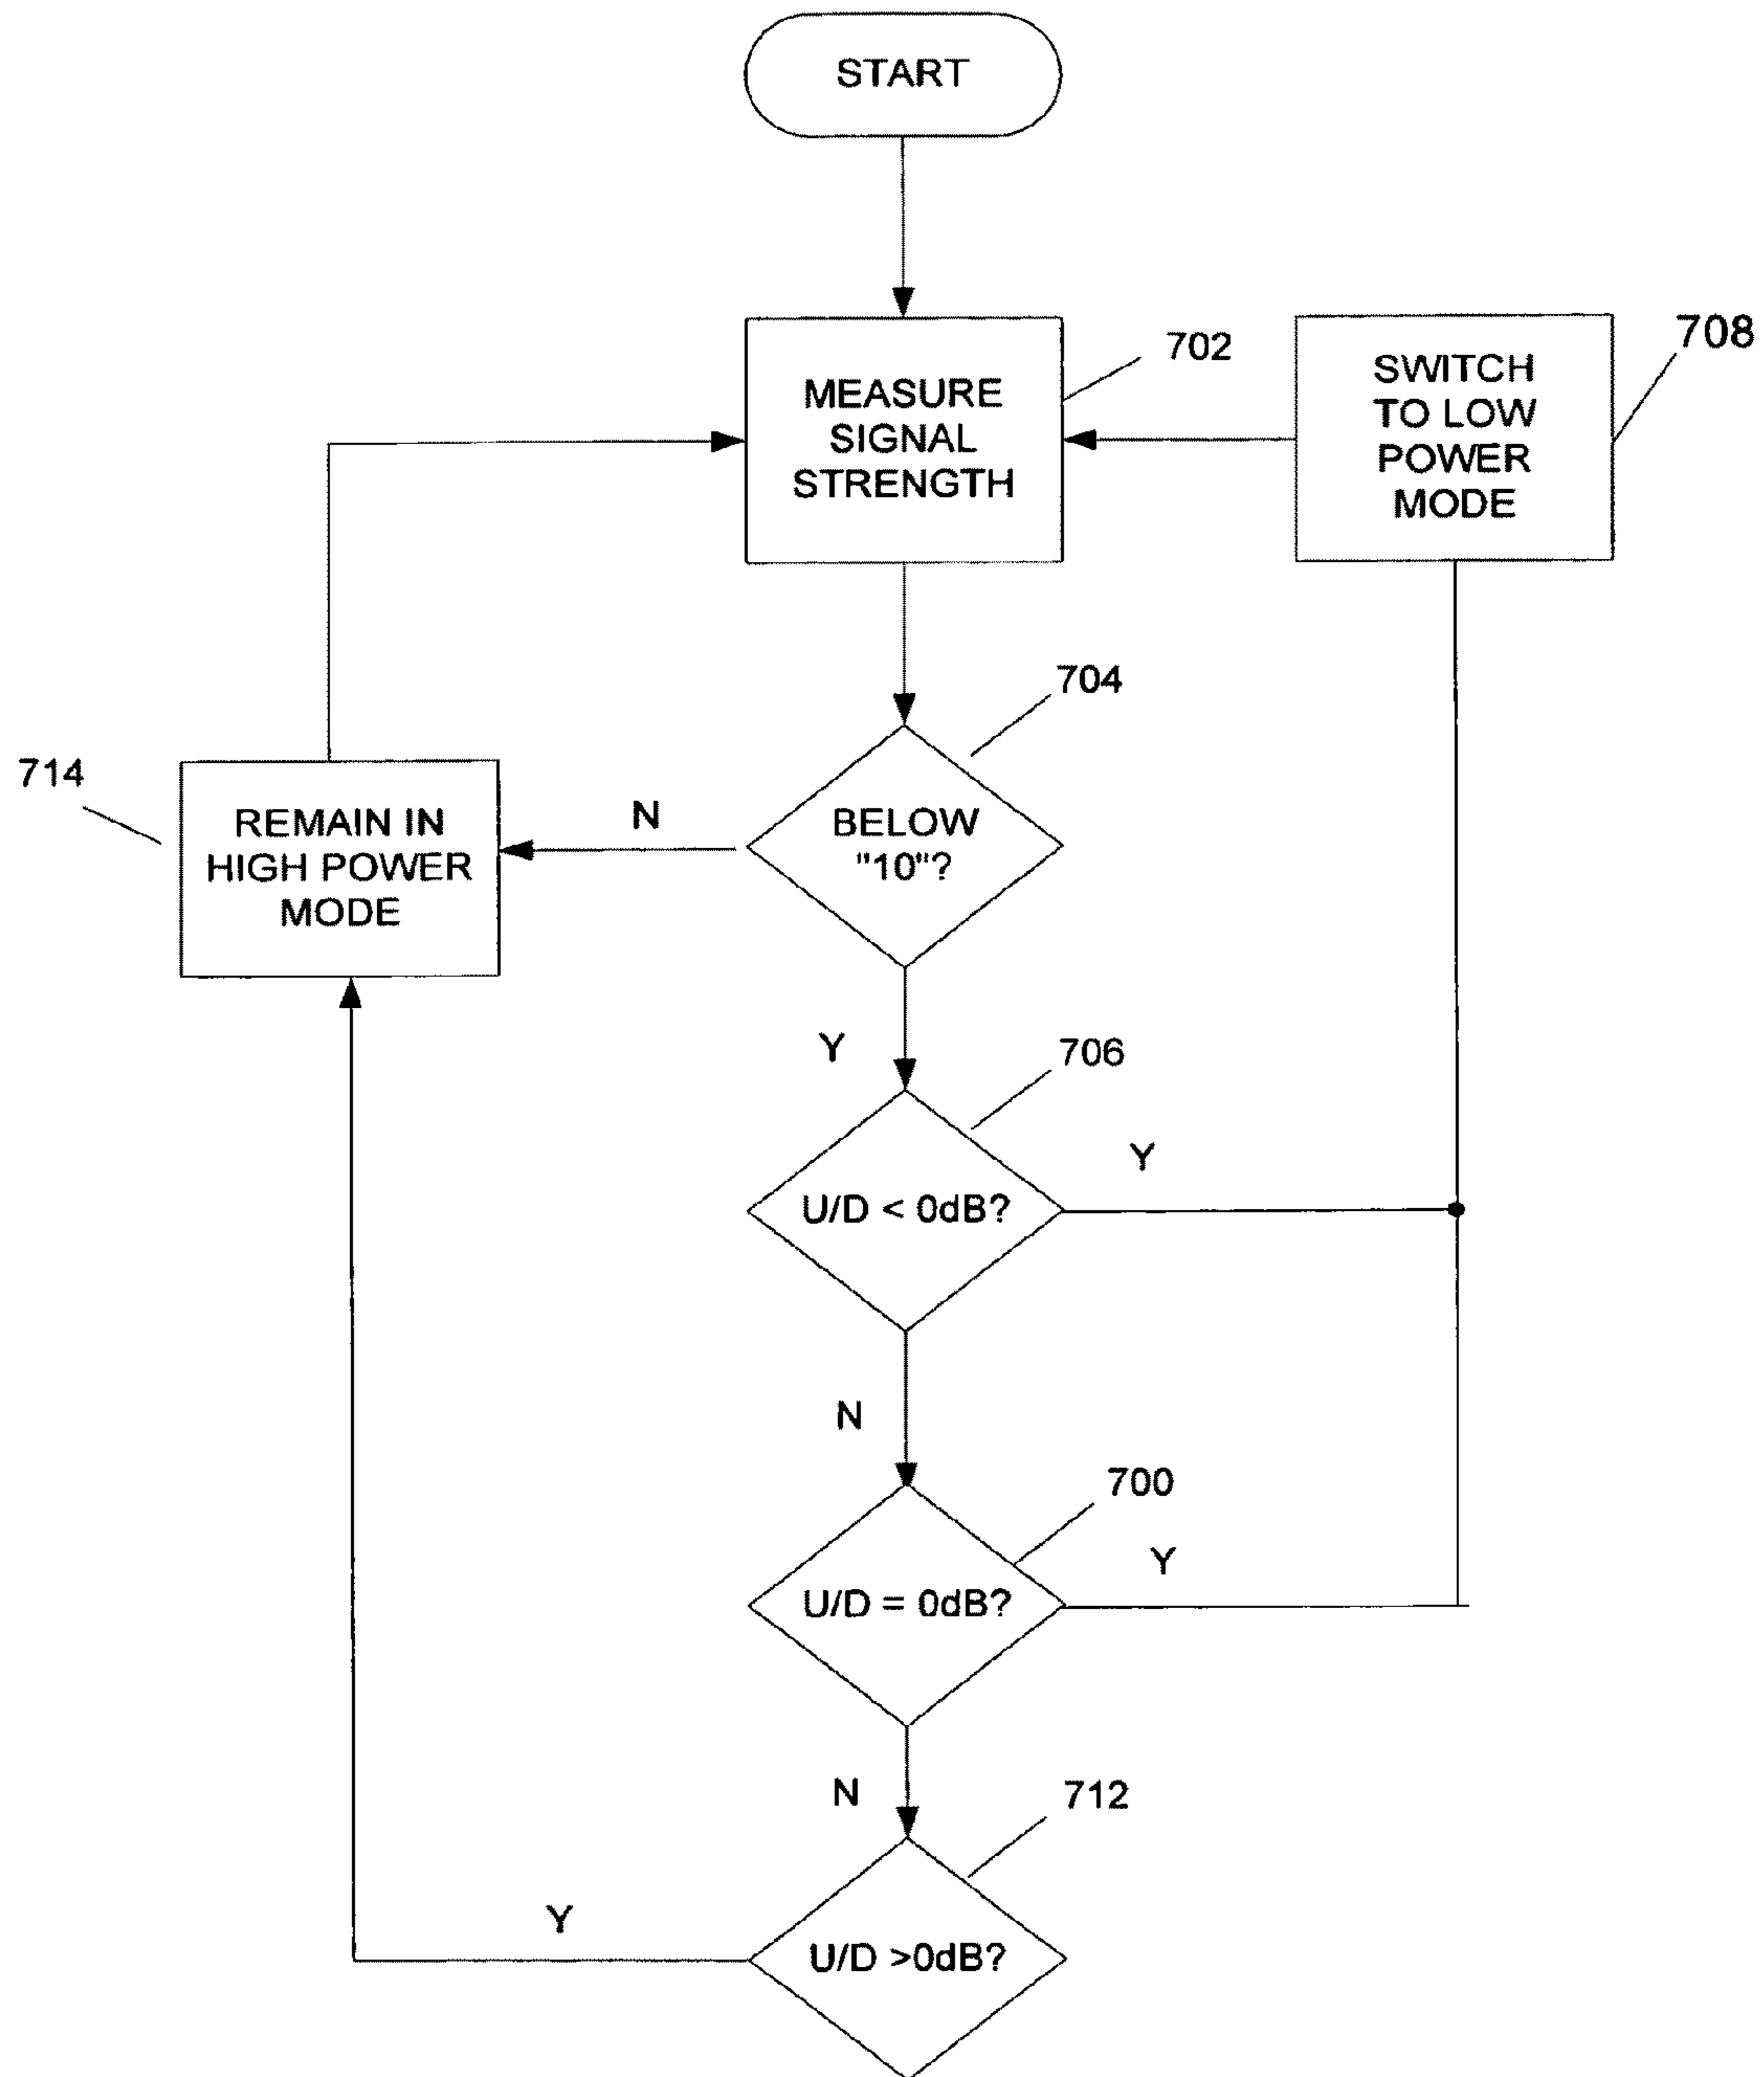 START
702
MEASURE
SIGNAL
STRENGTH
708
SWITCH
TO LOW
POWER
MODE
704
BELOW
"10"?
N
714
REMAIN IN
HIGH POWER
MODE
Y
706
U/D < 0dB?
Y
N
700
U/D = 0dB?
Y
N
712
U/D >0dB?
Y